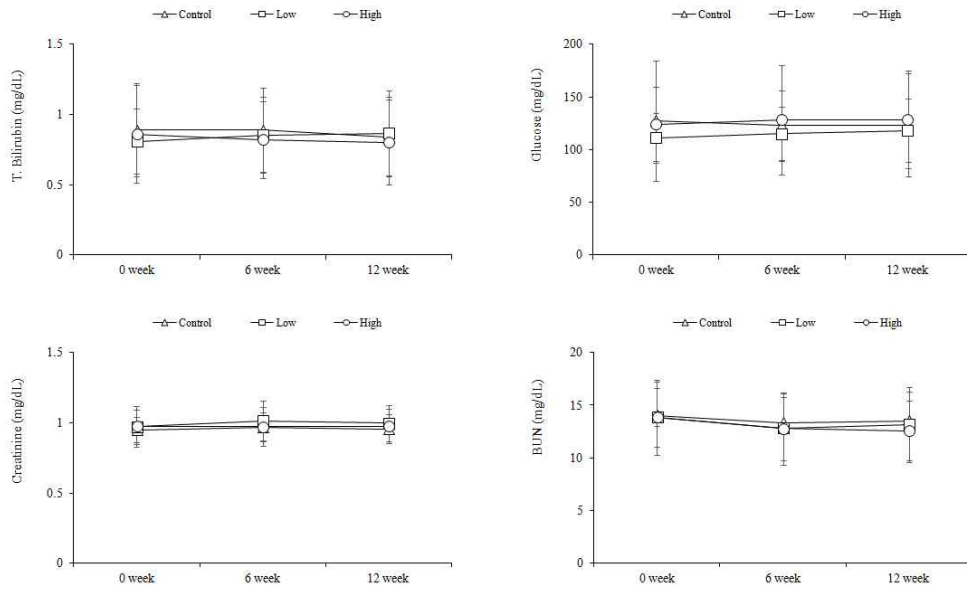 Control Low High
T. Bilirubin (mg/dL)
1.5
1
0.5
0
0 week 6 week 12 week
Control Low High
Glucose (mg/dL)
200
150
100
50
0
0 week 6 week 12 week
Control Low High
Creatinine (mg/dL)
1.5
1
0.5
0
0 week 6 week 12 week
Control Low High
BUN (mg/dL)
20
15
10
5
0
0 week 6 week 12 week